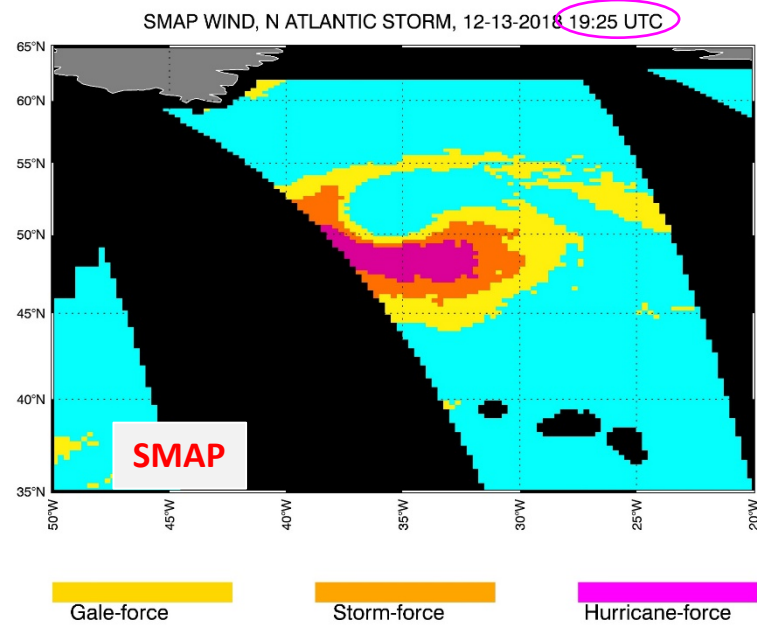 SMAP WIND, N ATLANTIC STORM, 12-13-2018 19:25 UTC
65°N
60°N
55°N
50°N
45°N
40°N
35°N
SMAP
50°W
45°W
40°W
35°W
30°W
25°W
20°W
Gale-force
Storm-force
Hurricane-force